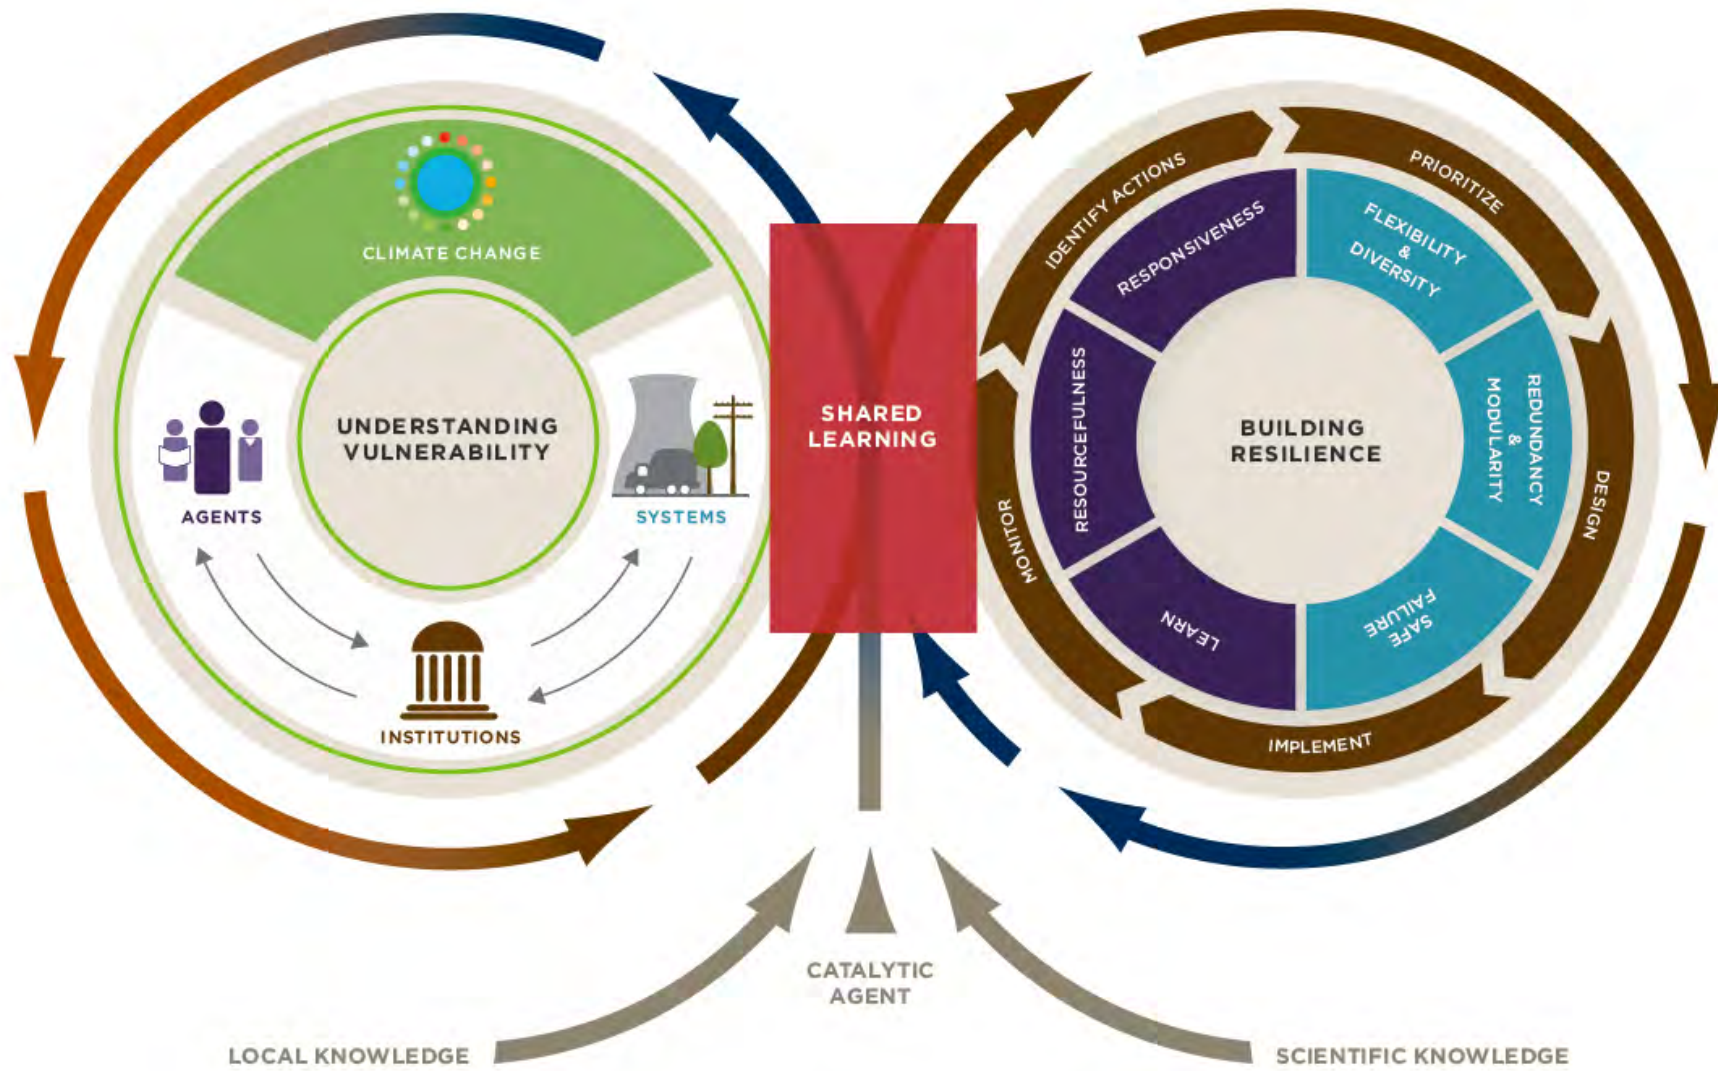 CLIMATE CHANGE
UNDERSTANDING
VULNERABILITY
AGENTS
SYSTEMS
INSTITUTIONS
SHARED
LEARNING
IDENTIFY ACTIONS
PRIORITIZE
DESIGN
IMPLEMENT
MONITOR
RESPONSIVENESS
FLEXIBILITY
&
DIVERSITY
REDUNDANCY
&
MODULARITY
SAFE
FAILURE
LEARN
RESOURCEFULNESS
BUILDING
RESILIENCE
CATALYTIC
AGENT
LOCAL KNOWLEDGE
SCIENTIFIC KNOWLEDGE